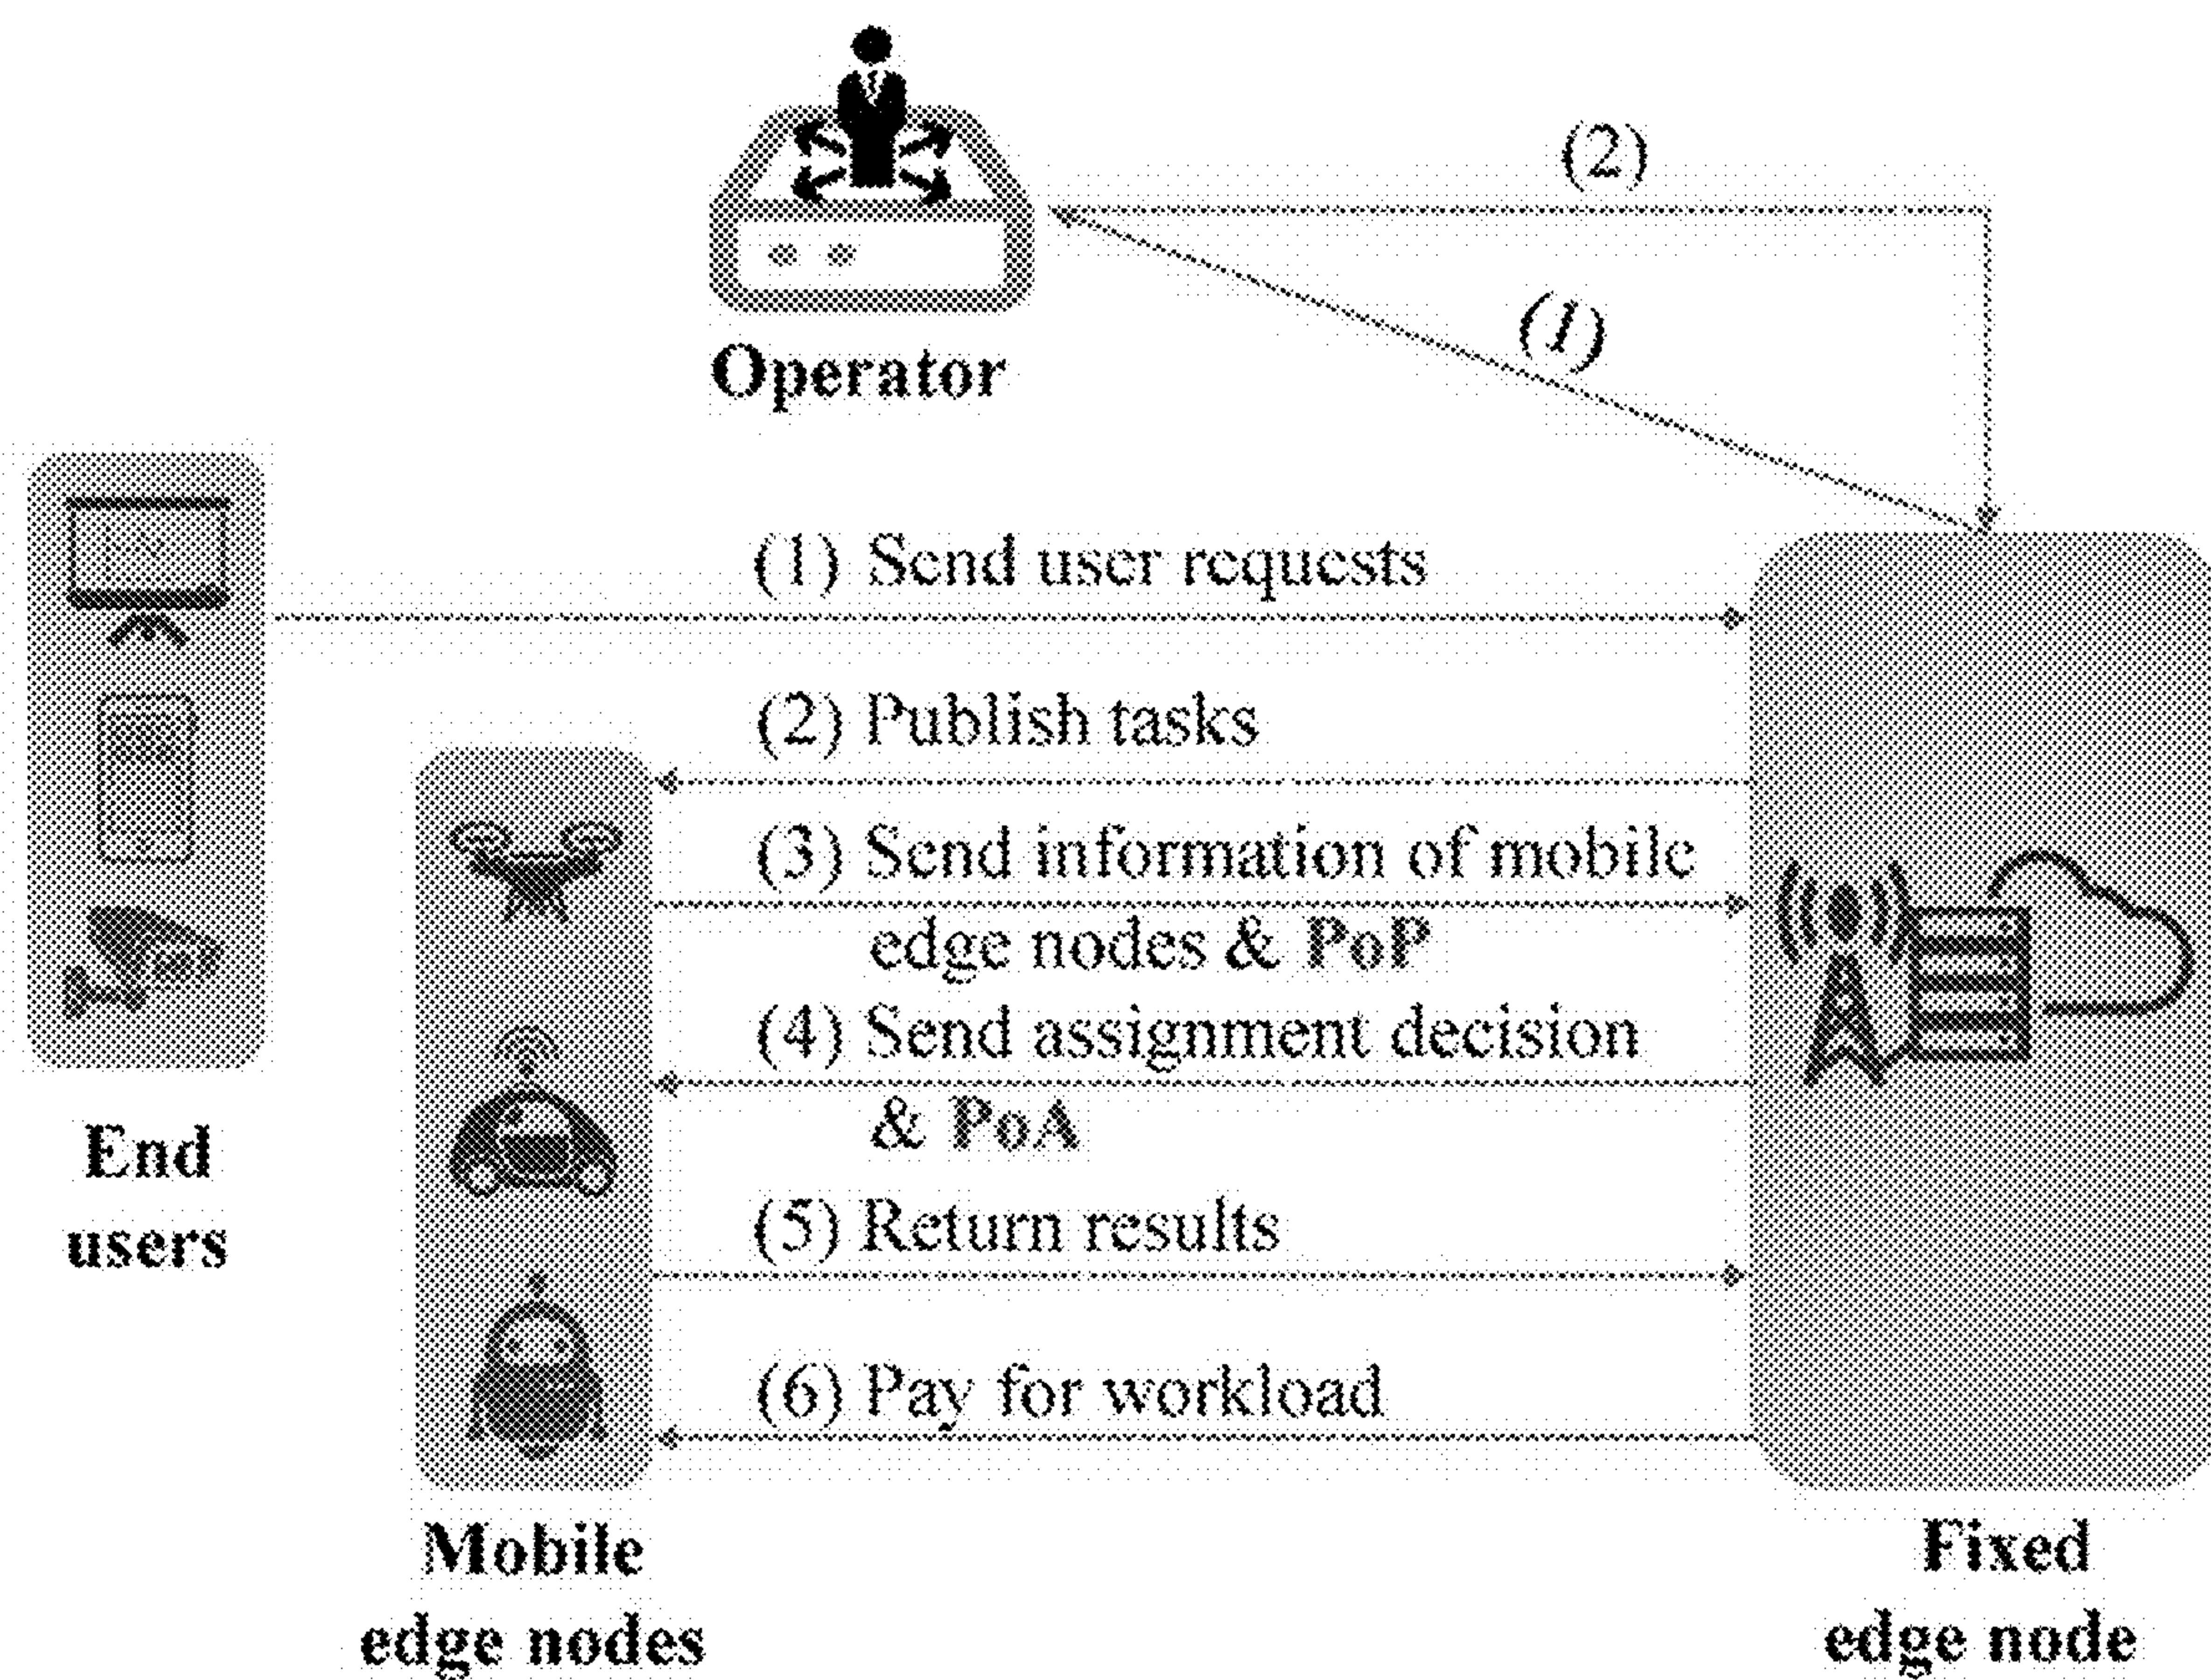 (2)
(1)
Operator
(1) Send user requests
(2) Publish tasks
(3) Send information of mobile
edge nodes & PoP
(4) Send assignment decision
& PoA
(5) Return results
(6) Pay for workload
End
users
Mobile
edge nodes
Fixed
edge node